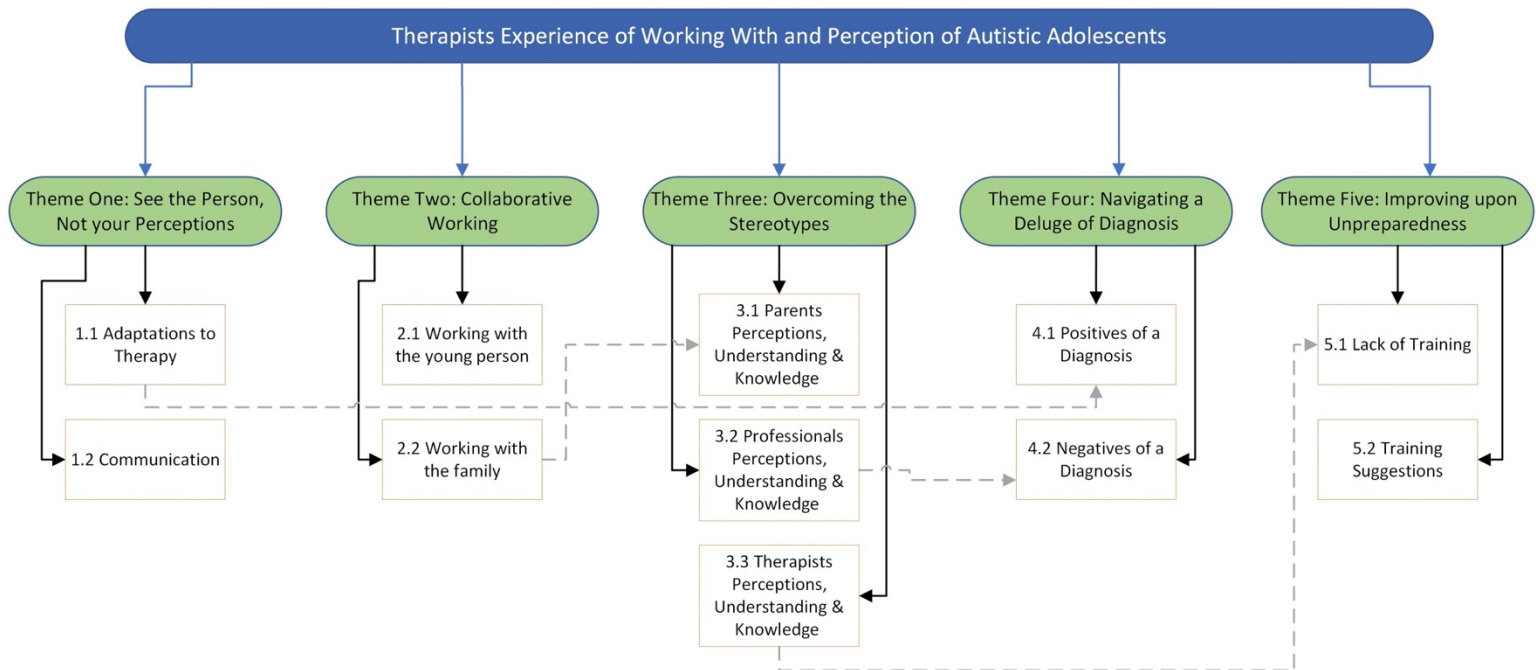 Therapists Experience of Working With and Perception of Autistic Adolescents
Theme One: See the Person,
Not your Perceptions
Theme Two: Collaborative
Working
Theme Three: Overcoming the
Stereotypes
Theme Four: Navigating a
Deluge of Diagnosis
Theme Five: Improving upon
Unpreparedness
1.1 Adaptations to
Therapy
1.2 Communication
2.1 Working with
the young person
2.2 Working with
the family
3.1 Parents
Perceptions,
Understanding &
Knowledge
3.2 Professionals
Perceptions,
Understanding &
Knowledge
3.3 Therapists
Perceptions,
Understanding &
Knowledge
4.1 Positives of a
Diagnosis
4.2 Negatives of a
Diagnosis
5.1 Lack of Training
5.2 Training
Suggestions